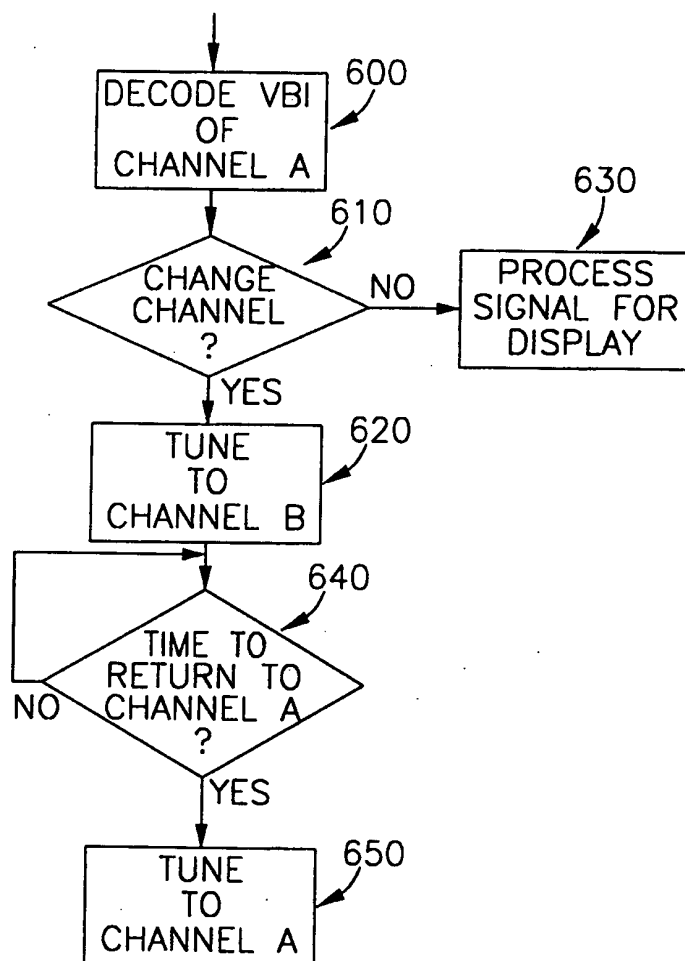 DECODE VBI
OF
CHANNEL A
600
610
CHANGE
CHANNEL
?
NO
630
PROCESS
SIGNAL FOR
DISPLAY
YES
TUNE
TO
CHANNEL B
620
640
TIME TO
RETURN TO
CHANNEL A
?
NO
YES
TUNE
TO
CHANNEL A
650